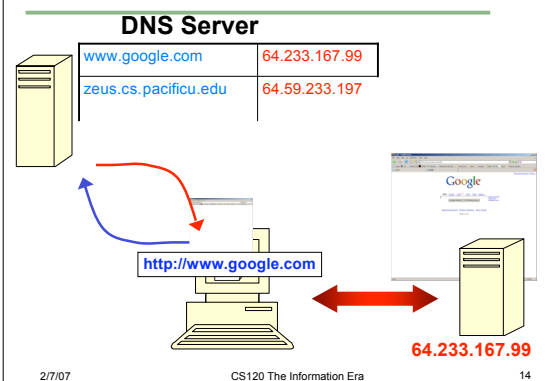 DNS Server
www.google.com 64.233.167.99
zeus.cs.pacificu.edu 64.59.233.197
Google
http://www.google.com
64.233.167.99
2/7/07 CS120 The Information Era 14